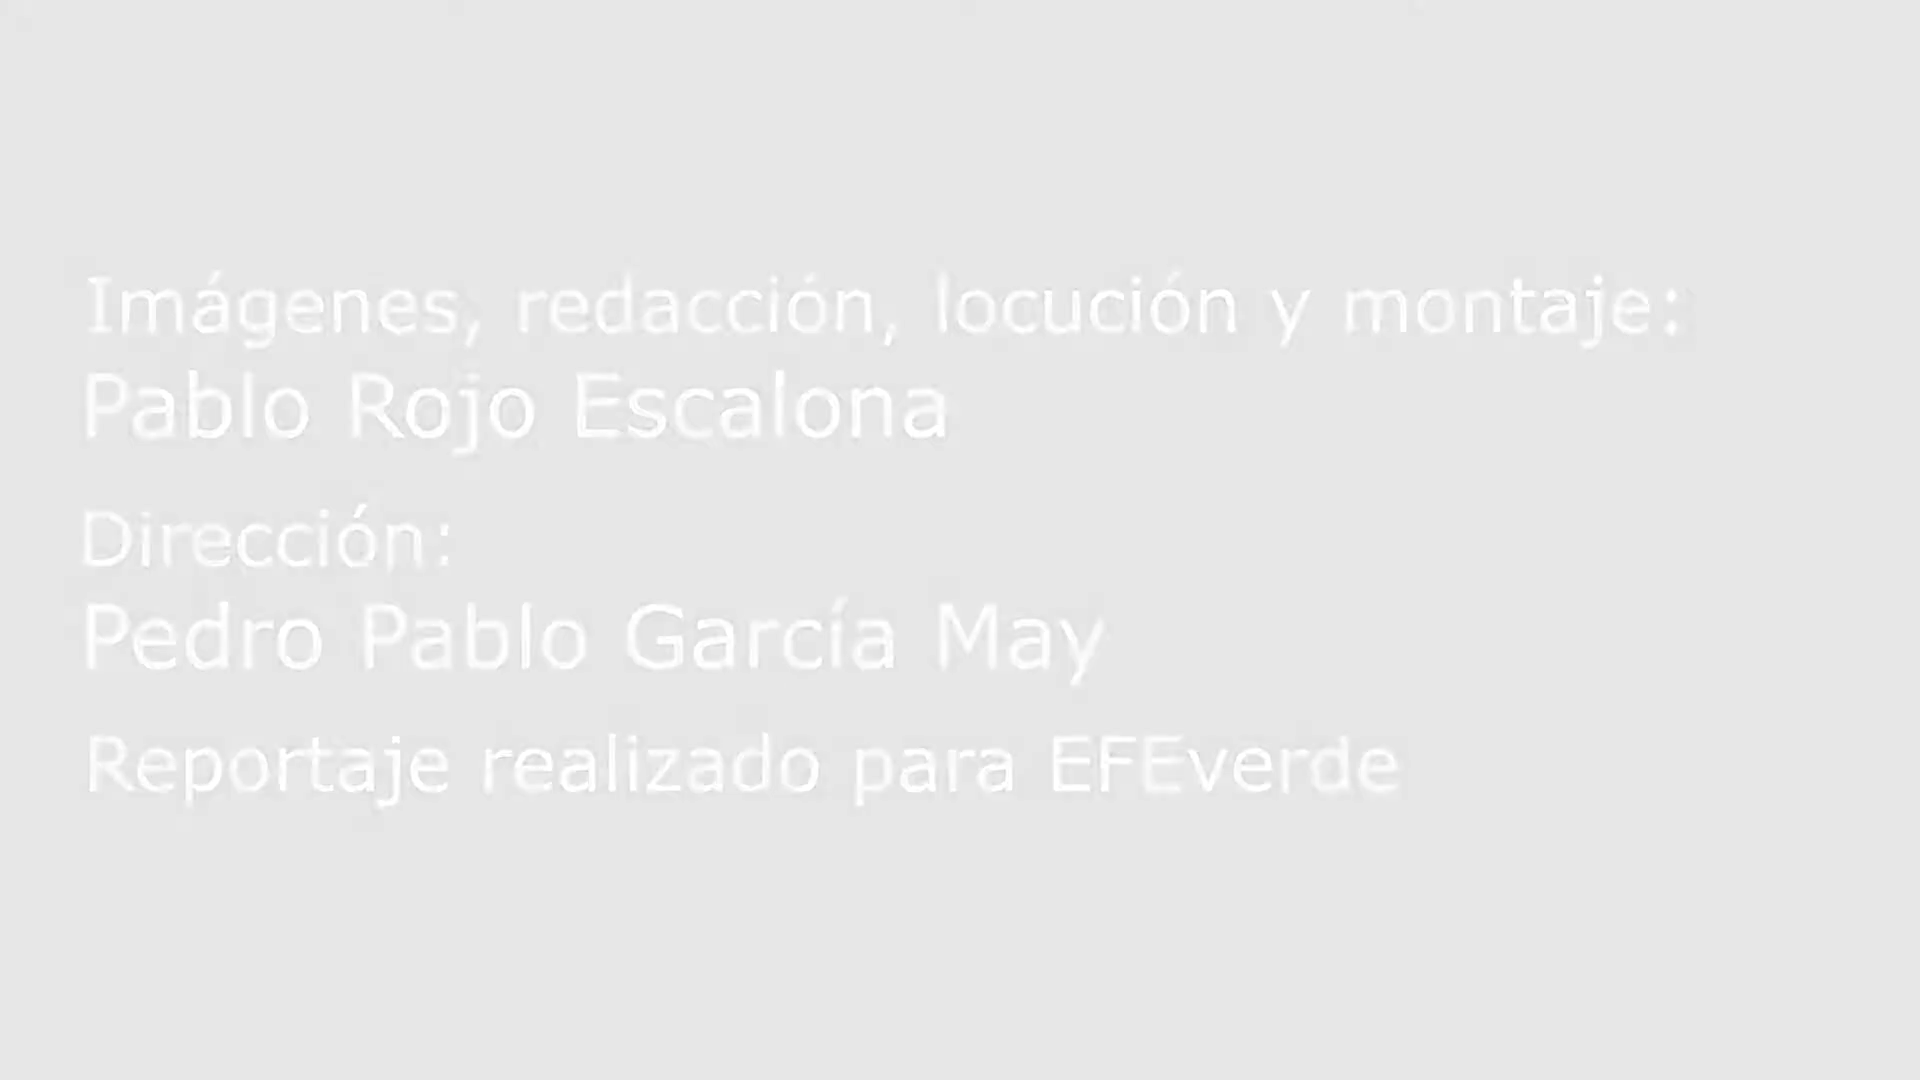 Imágenes, redacción, locución y montaje:
Pablo Rojo Escalona
Dirección:
Pedro Pablo García May
Reportaje realizado para EFEverde